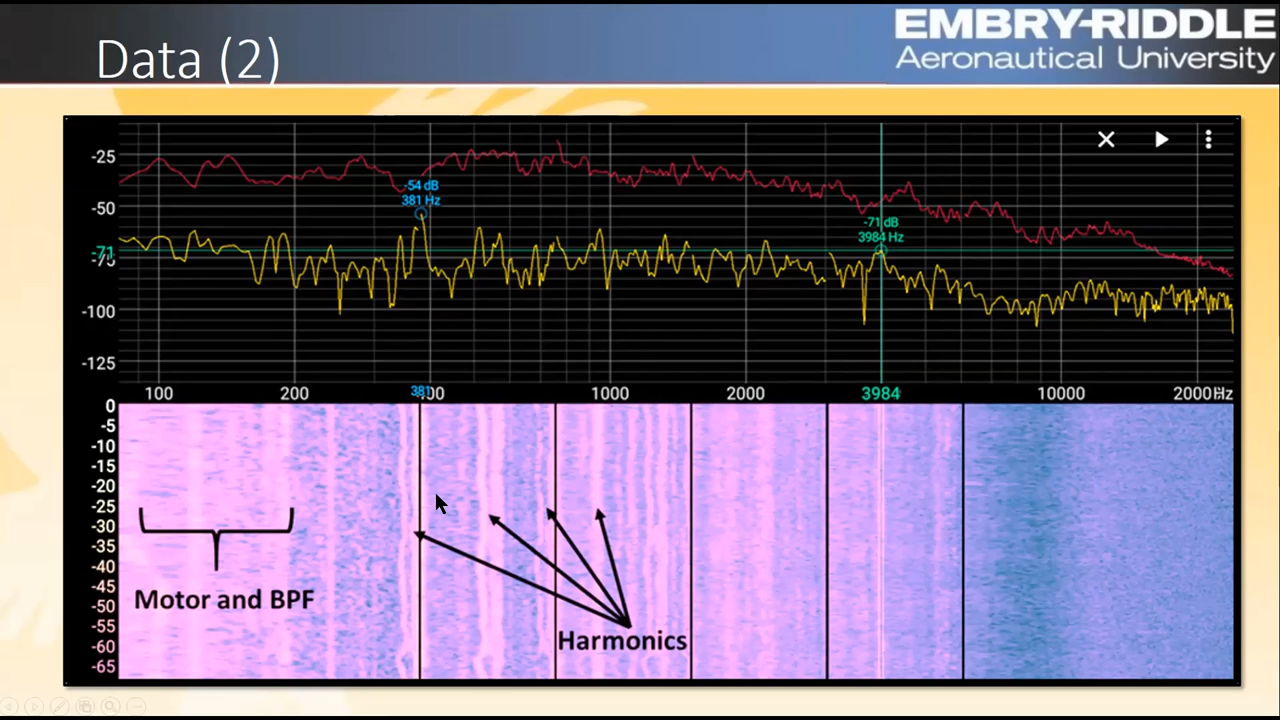 EMBRY-RIDDLE
Aeronautical University
Data (2)
-25
-54 dB
381 Hz
-50
-71 dB
3984 Hz
-71
-75
-100
-125
100 200 381 1000 2000 3984 10000 Hz
0
-5
-10
-15
-20
-25
-30
-35
-40
-45
-50
-55
-60
-65
Motor and BPF
Harmonics